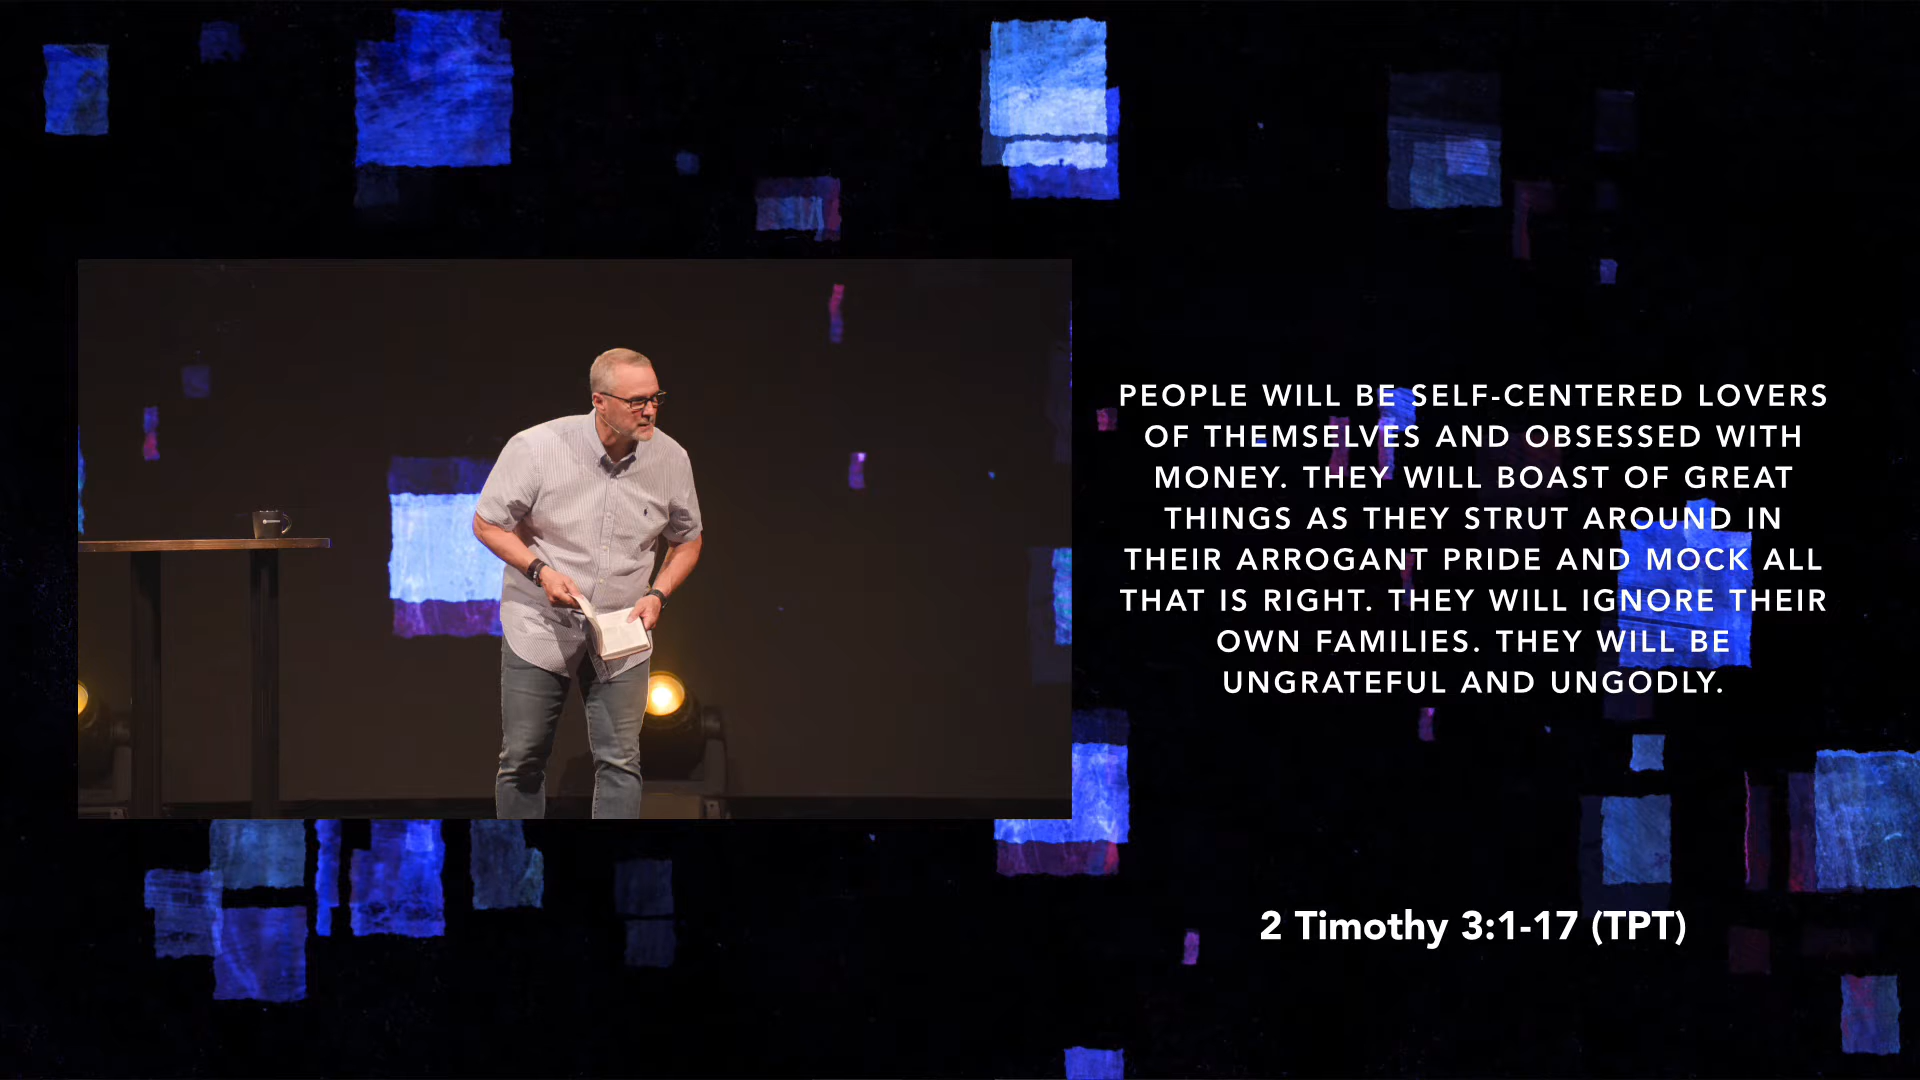 PEOPLE WILL BE SELF-CENTERED LOVERS
OF THEMSELVES AND OBSESSED WITH
MONEY. THEY WILL BOAST OF GREAT
THINGS AS THEY STRUT AROUND IN
THEIR ARROGANT PRIDE AND MOCK ALL
THAT IS RIGHT. THEY WILL IGNORE THEIR
OWN FAMILIES. THEY WILL BE
UNGRATEFUL AND UNGODLY.
2 Timothy 3:1-17 (TPT)